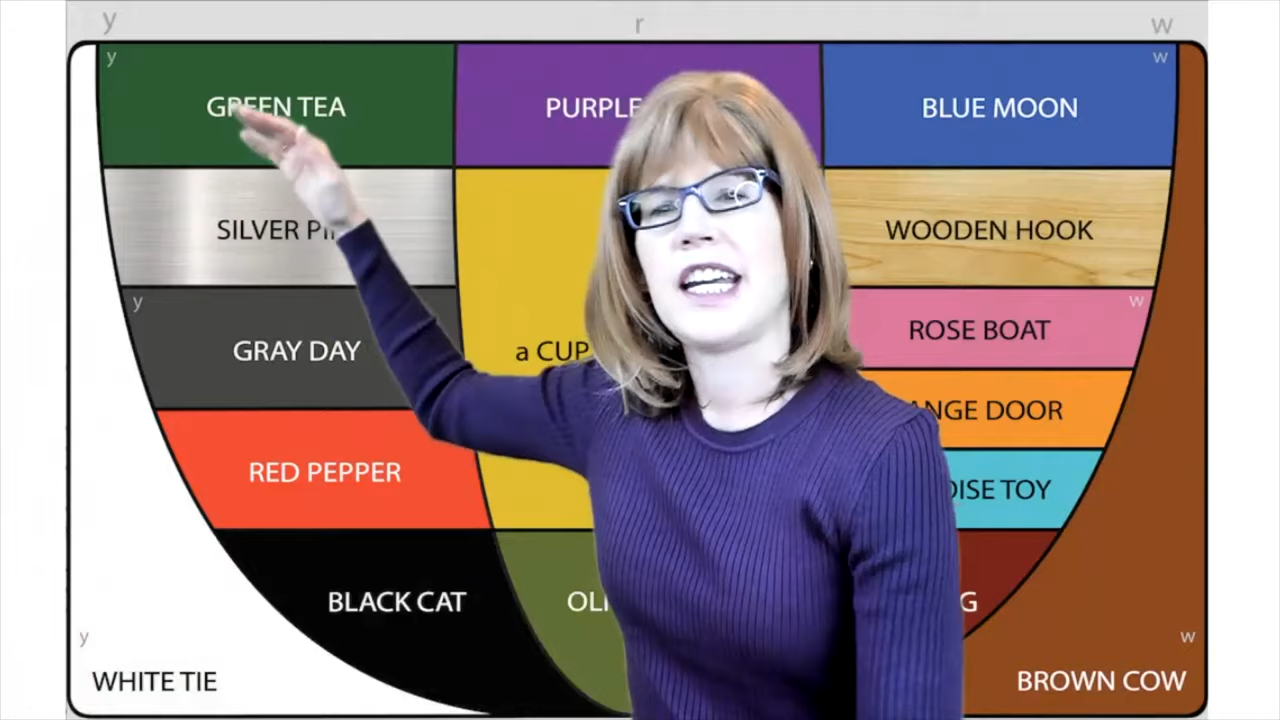 y r w
y w
GREEN TEA PURPLE BLUE MOON
SILVER WOODEN HOOK
y w
ROSE BOAT
GRAY DAY a CUP
DOOR
RED PEPPER TOY
BLACK CAT
y w
WHITE TIE BROWN COW